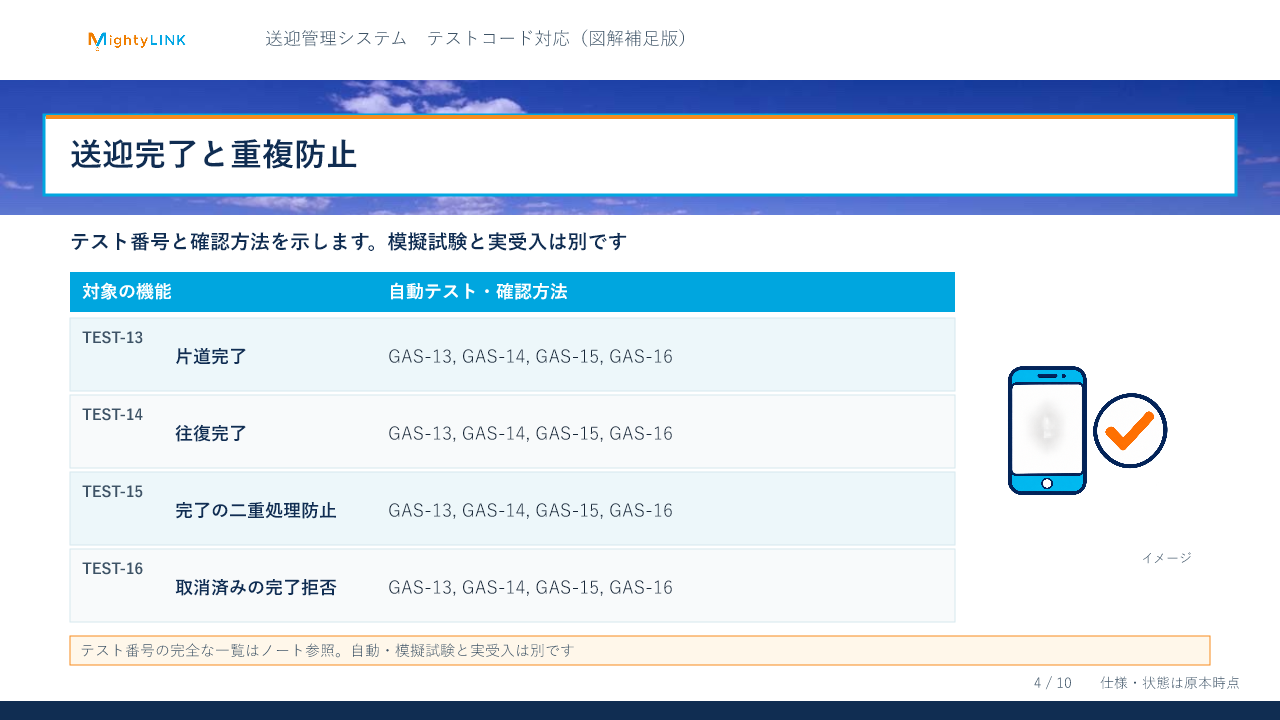 MightyLINK
送迎管理システム　テストコード対応（図解補足版）
送迎完了と重複防止
テスト番号と確認方法を示します。模擬試験と実受入は別です
対象の機能　自動テスト・確認方法
TEST-13
片道完了　GAS-13, GAS-14, GAS-15, GAS-16
TEST-14
往復完了　GAS-13, GAS-14, GAS-15, GAS-16
TEST-15
完了の二重処理防止　GAS-13, GAS-14, GAS-15, GAS-16
TEST-16
取消済みの完了拒否　GAS-13, GAS-14, GAS-15, GAS-16
イメージ
テスト番号の完全な一覧はノート参照。自動・模擬試験と実受入は別です
4 / 10　仕様・状態は原本時点